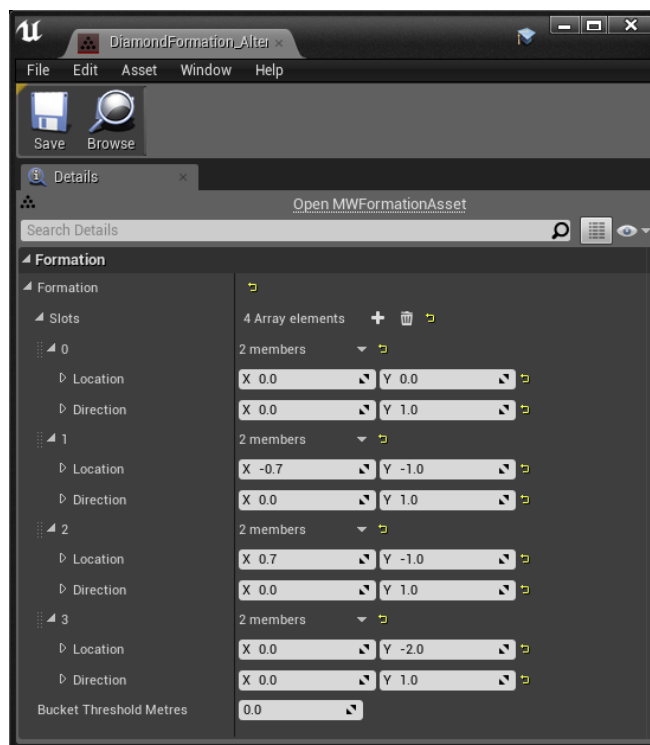 DiamondFormation_Alter
File Edit Asset Window Help
Save Browse
Details
Open MWFormationAsset
Search Details
Formation
Formation
Slots 4 Array elements
0 2 members
Location X 0.0 Y 0.0
Direction X 0.0 Y 1.0
1 2 members
Location X -0.7 Y -1.0
Direction X 0.0 Y 1.0
2 2 members
Location X 0.7 Y -1.0
Direction X 0.0 Y 1.0
3 2 members
Location X 0.0 Y -2.0
Direction X 0.0 Y 1.0
Bucket Threshold Metres 0.0